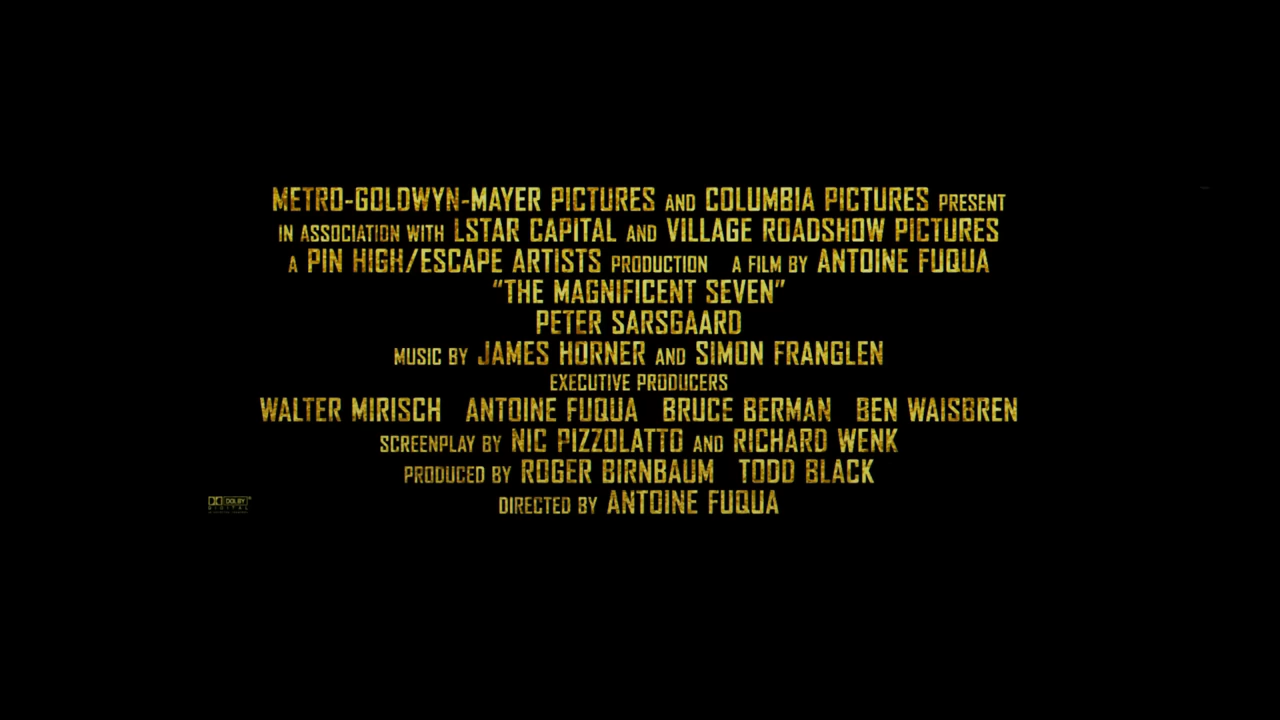 METRO-GOLDWYN-MAYER PICTURES AND COLUMBIA PICTURES PRESENT
IN ASSOCIATION WITH LSTAR CAPITAL AND VILLAGE ROADSHOW PICTURES
A PIN HIGH/ESCAPE ARTISTS PRODUCTION A FILM BY ANTOINE FUQUA
“THE MAGNIFICENT SEVEN”
PETER SARSGAARD
MUSIC BY JAMES HORNER AND SIMON FRANGLEN
EXECUTIVE PRODUCERS
WALTER MIRISCH ANTOINE FUQUA BRUCE BERMAN BEN WAISBREN
SCREENPLAY BY NIC PIZZOLATTO AND RICHARD WENK
PRODUCED BY ROGER BIRNBAUM TODD BLACK
DIRECTED BY ANTOINE FUQUA
DOLBY
DIGITAL